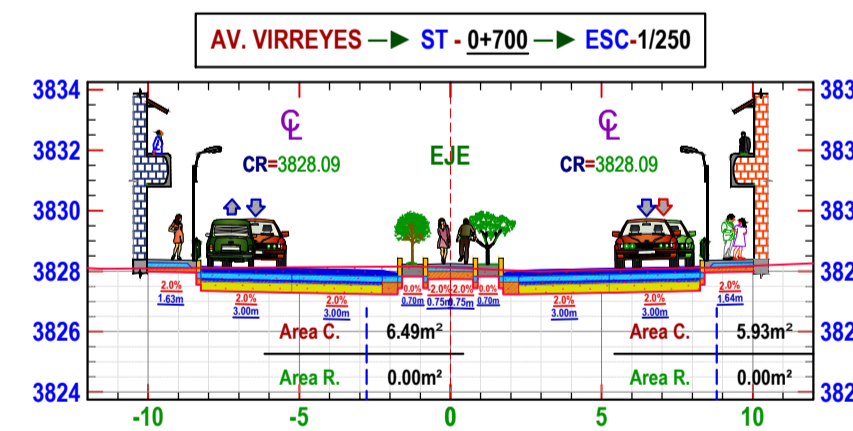 AV. VIRREYES → ST - 0+700 → ESC-1/250
3834 383
3832 383
3830 383
3828 382
3826 382
3824 382
℄ ℄
EJE
CR=3828.09 CR=3828.09
2.0% 2.0% 2.0% 0.0% 2.0% 2.0% 0.0% 2.0% 2.0% 2.0%
1.63m 3.00m 3.00m 0.70m 0.75m 0.75m 0.70m 3.00m 3.00m 1,64m
Area C. 6.49m² Area C. 5.93m²
Area R. 0.00m² Area R. 0.00m²
-10 -5 0 5 10